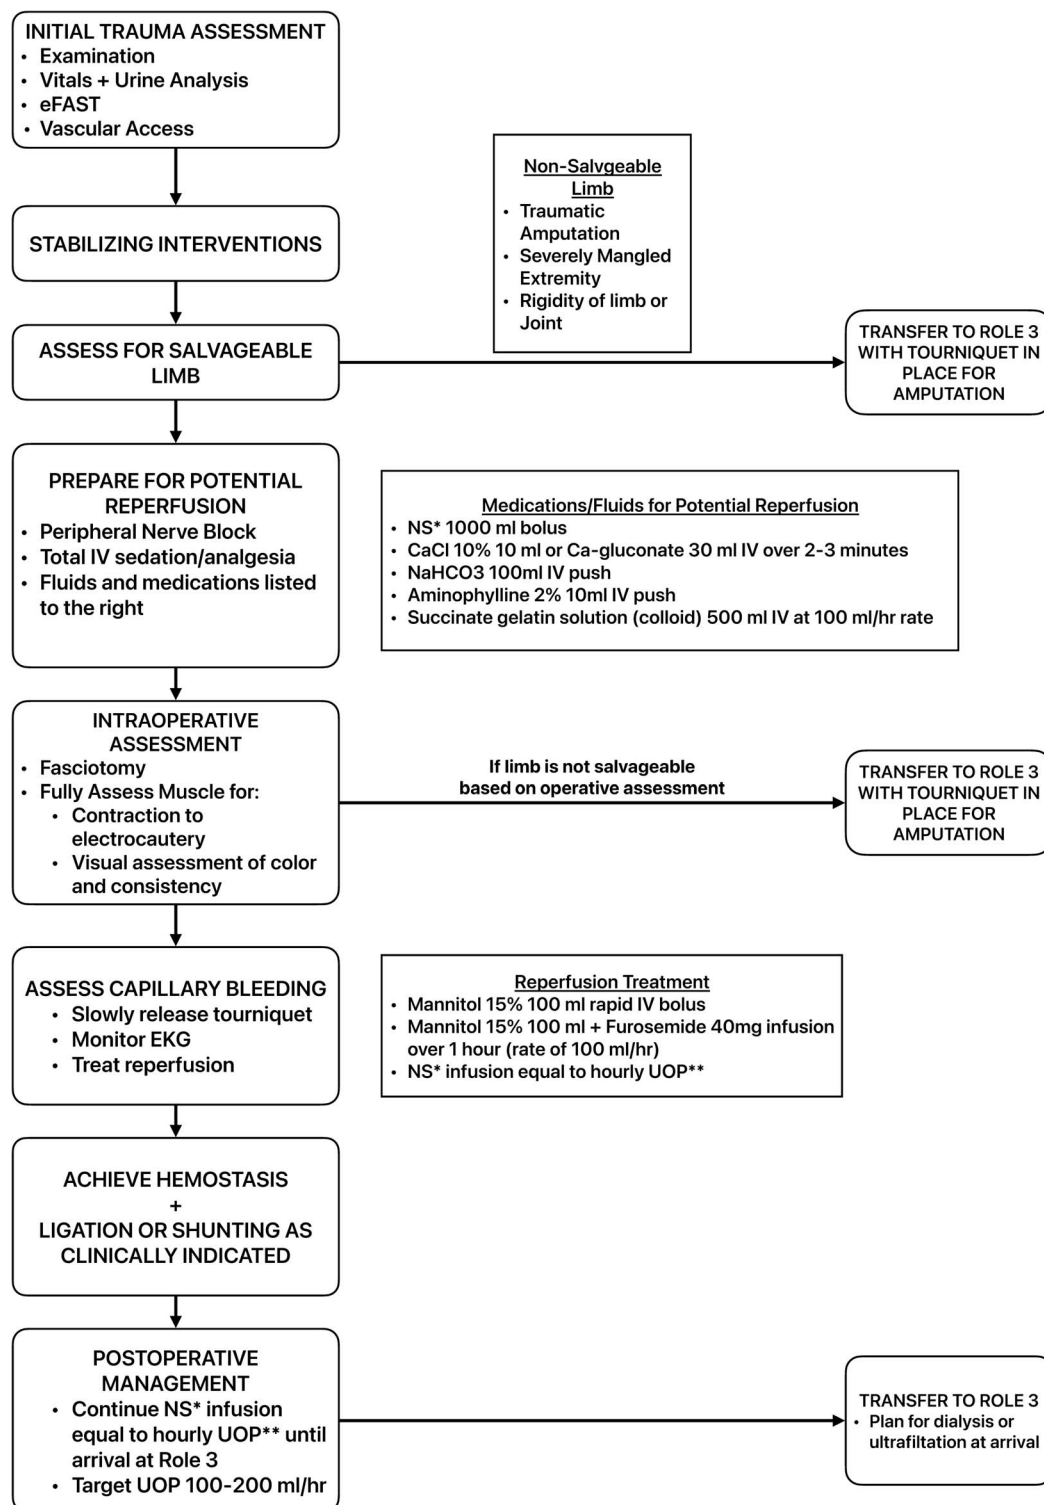 INITIAL TRAUMA ASSESSMENT
• Examination
• Vitals + Urine Analysis
• eFAST
• Vascular Access
STABILIZING INTERVENTIONS
Non-Salvgeable
Limb
• Traumatic
Amputation
• Severely Mangled
Extremity
• Rigidity of limb or
Joint
ASSESS FOR SALVAGEABLE
LIMB
TRANSFER TO ROLE 3
WITH TOURNIQUET IN
PLACE FOR
AMPUTATION
PREPARE FOR POTENTIAL
REPERFUSION
• Peripheral Nerve Block
• Total IV sedation/analgesia
• Fluids and medications listed
to the right
Medications/Fluids for Potential Reperfusion
• NS* 1000 ml bolus
• CaCl 10% 10 ml or Ca-gluconate 30 ml IV over 2-3 minutes
• NaHCO3 100ml IV push
• Aminophylline 2% 10ml IV push
• Succinate gelatin solution (colloid) 500 ml IV at 100 ml/hr rate
INTRAOPERATIVE
ASSESSMENT
• Fasciotomy
• Fully Assess Muscle for:
• Contraction to
electrocautery
• Visual assessment of color
and consistency
If limb is not salvageable
based on operative assessment
TRANSFER TO ROLE 3
WITH TOURNIQUET IN
PLACE FOR
AMPUTATION
ASSESS CAPILLARY BLEEDING
• Slowly release tourniquet
• Monitor EKG
• Treat reperfusion
Reperfusion Treatment
• Mannitol 15% 100 ml rapid IV bolus
• Mannitol 15% 100 ml + Furosemide 40mg infusion
over 1 hour (rate of 100 ml/hr)
• NS* infusion equal to hourly UOP**
ACHIEVE HEMOSTASIS
+
LIGATION OR SHUNTING AS
CLINICALLY INDICATED
POSTOPERATIVE
MANAGEMENT
• Continue NS* infusion
equal to hourly UOP** until
arrival at Role 3
• Target UOP 100-200 ml/hr
TRANSFER TO ROLE 3
• Plan for dialysis or
ultrafiltation at arrival